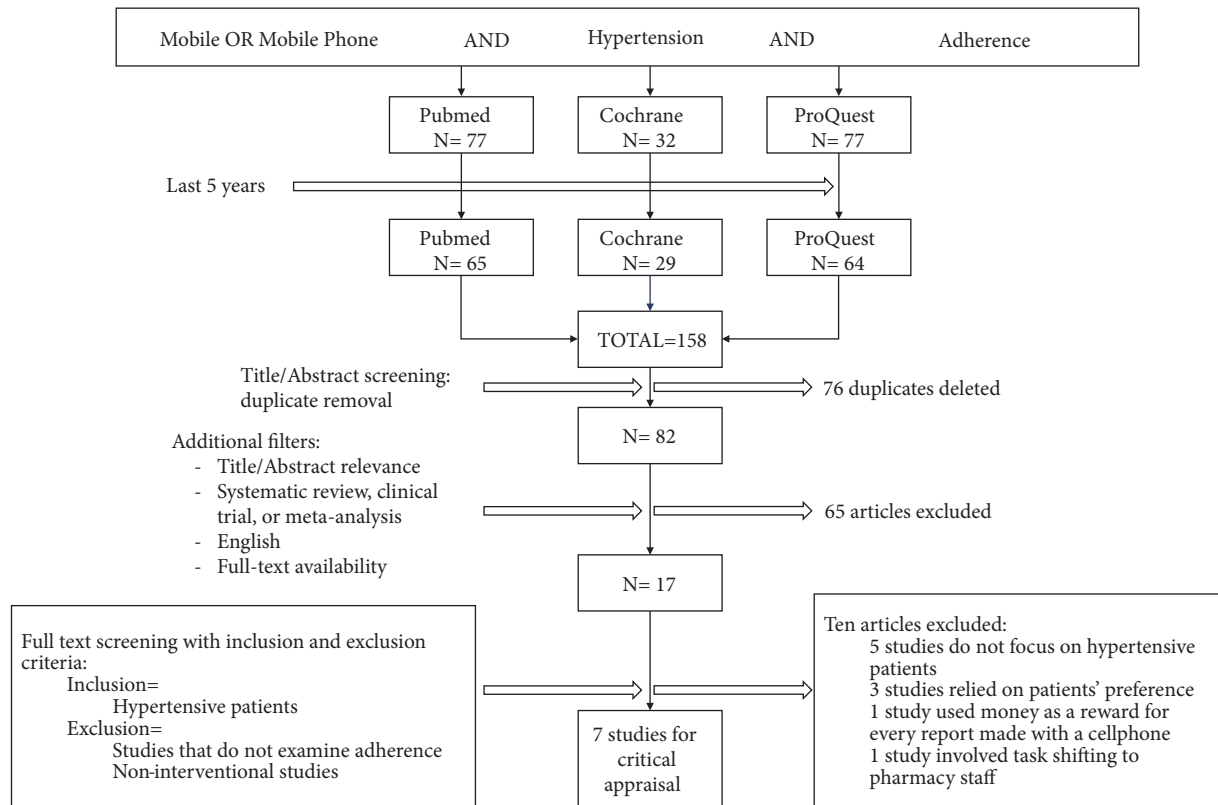 Mobile OR Mobile Phone AND Hypertension AND Adherence
Pubmed
N= 77
Cochrane
N= 32
ProQuest
N= 77
Last 5 years
Pubmed
N= 65
Cochrane
N= 29
ProQuest
N= 64
TOTAL=158
Title/Abstract screening:
duplicate removal
76 duplicates deleted
N= 82
Additional filters:
- Title/Abstract relevance
- Systematic review, clinical
trial, or meta-analysis
- English
- Full-text availability
65 articles excluded
N= 17
Full text screening with inclusion and exclusion
criteria:
Inclusion=
Hypertensive patients
Exclusion=
Studies that do not examine adherence
Non-interventional studies
7 studies for
critical
appraisal
Ten articles excluded:
5 studies do not focus on hypertensive
patients
3 studies relied on patients' preference
1 study used money as a reward for
every report made with a cellphone
1 study involved task shifting to
pharmacy staff